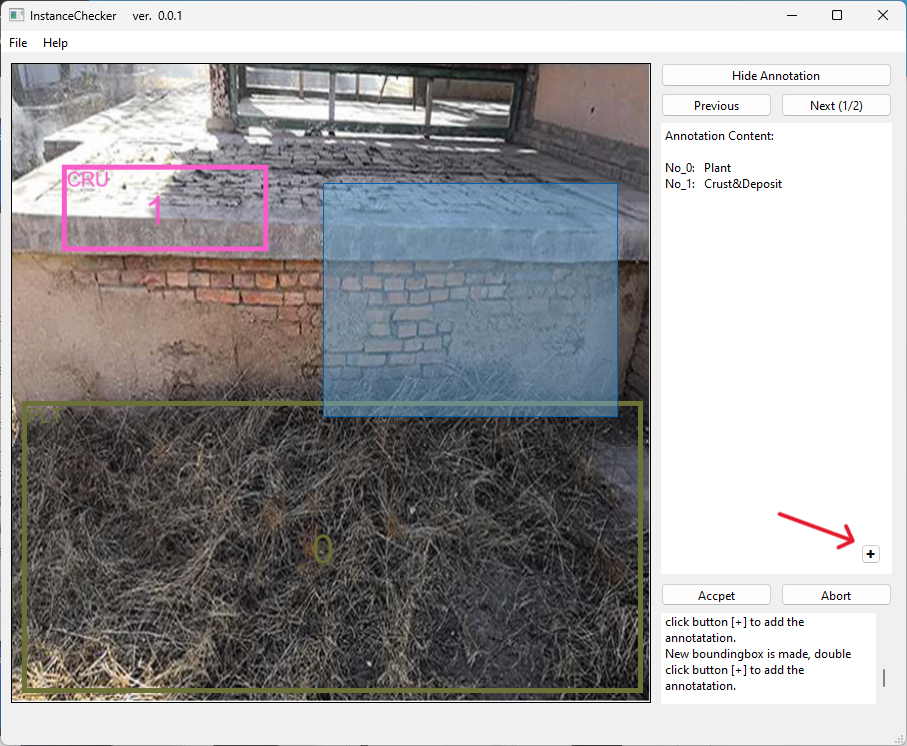 InstanceChecker ver. 0.0.1
File Help
Hide Annotation
Previous Next (1/2)
Annotation Content:
No_0: Plant
No_1: Crust&Deposit
CRU
1
0
+
Accpet Abort
click button [+] to add the
annotatation.
New boundingbox is made, double
click button [+] to add the
annotatation.